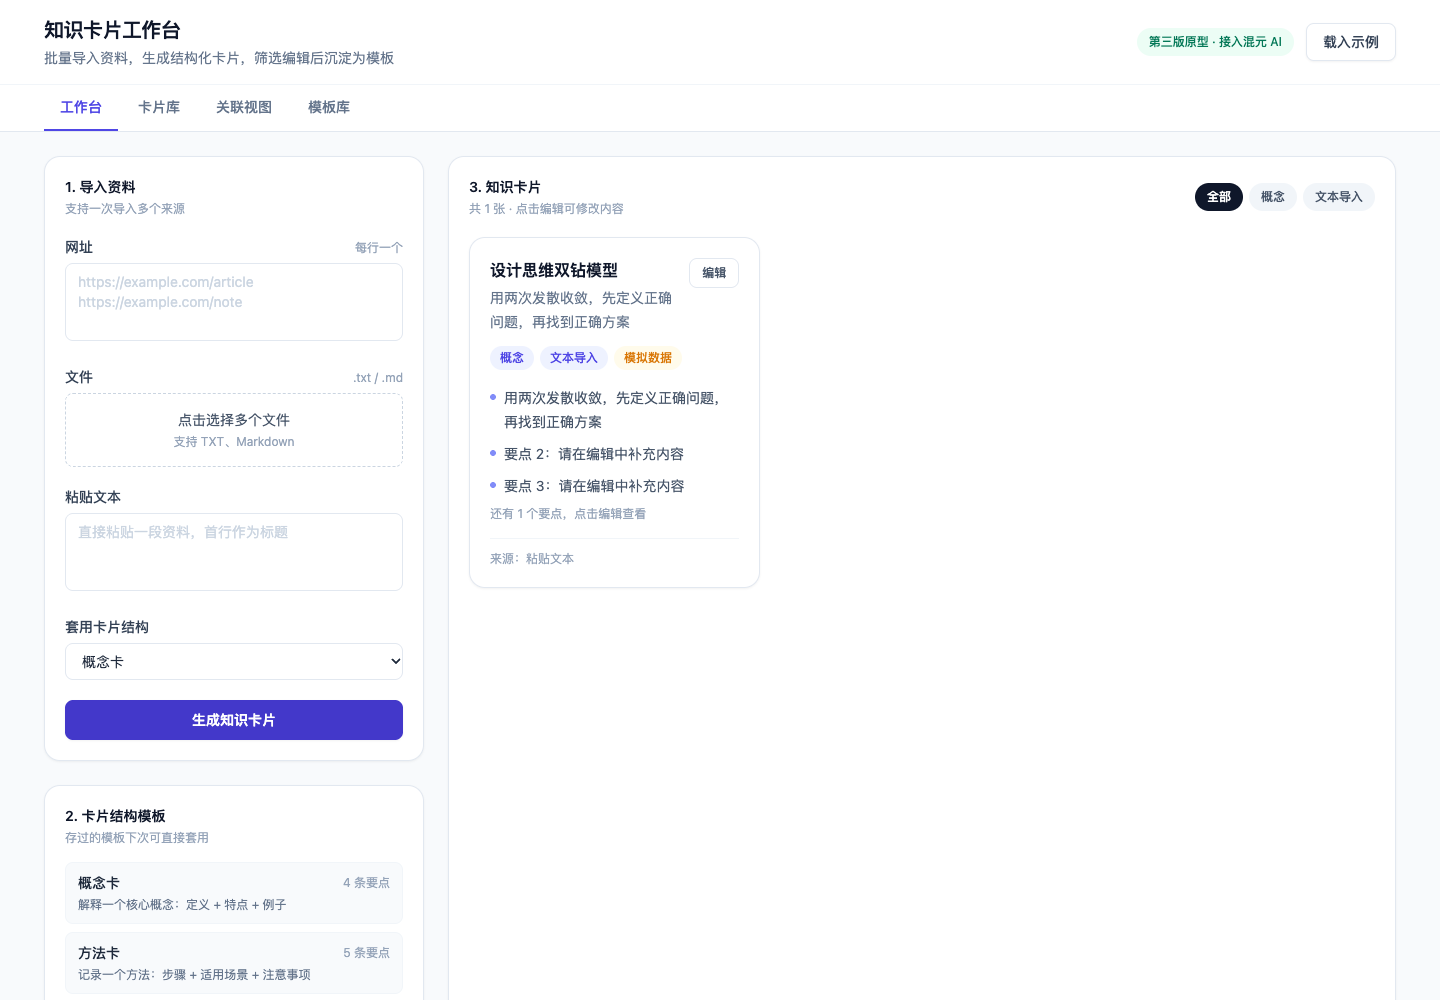 知识卡片工作台
批量导入资料，生成结构化卡片，筛选编辑后沉淀为模板
第三版原型 · 接入混元 AI
载入示例
工作台
卡片库
关联视图
模板库
1. 导入资料
支持一次导入多个来源
网址
每行一个
https://example.com/article
https://example.com/note
文件
.txt / .md
点击选择多个文件
支持 TXT、Markdown
粘贴文本
直接粘贴一段资料，首行作为标题
套用卡片结构
概念卡
生成知识卡片
2. 卡片结构模板
存过的模板下次可直接套用
概念卡
4 条要点
解释一个核心概念：定义 + 特点 + 例子
方法卡
5 条要点
记录一个方法：步骤 + 适用场景 + 注意事项
3. 知识卡片
共 1 张 · 点击编辑可修改内容
全部
概念
文本导入
设计思维双钻模型
编辑
用两次发散收敛，先定义正确
问题，再找到正确方案
概念
文本导入
模拟数据
用两次发散收敛，先定义正确问题，
再找到正确方案
要点 2：请在编辑中补充内容
要点 3：请在编辑中补充内容
还有 1 个要点，点击编辑查看
来源：粘贴文本